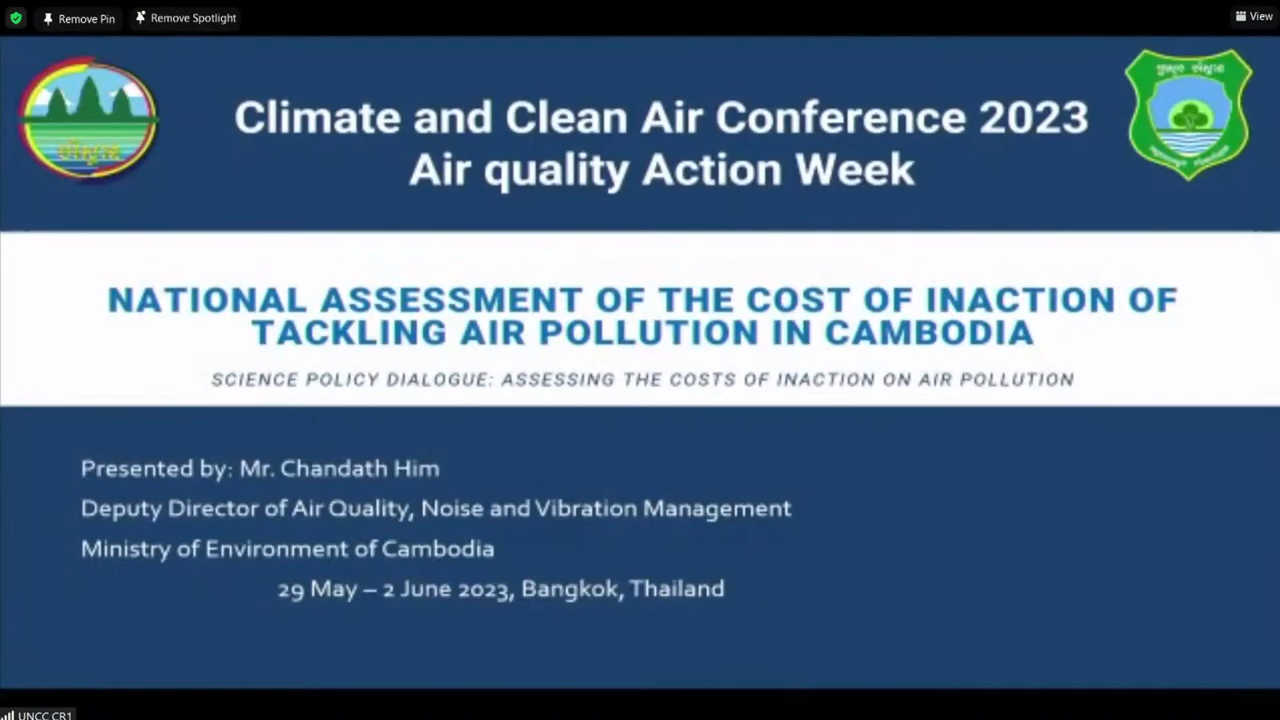 Remove Pin
Remove Spotlight
View
Climate and Clean Air Conference 2023
Air quality Action Week
NATIONAL ASSESSMENT OF THE COST OF INACTION OF
TACKLING AIR POLLUTION IN CAMBODIA
SCIENCE POLICY DIALOGUE: ASSESSING THE COSTS OF INACTION ON AIR POLLUTION
Presented by: Mr. Chandath Him
Deputy Director of Air Quality, Noise and Vibration Management
Ministry of Environment of Cambodia
29 May – 2 June 2023, Bangkok, Thailand
UNCC CR1